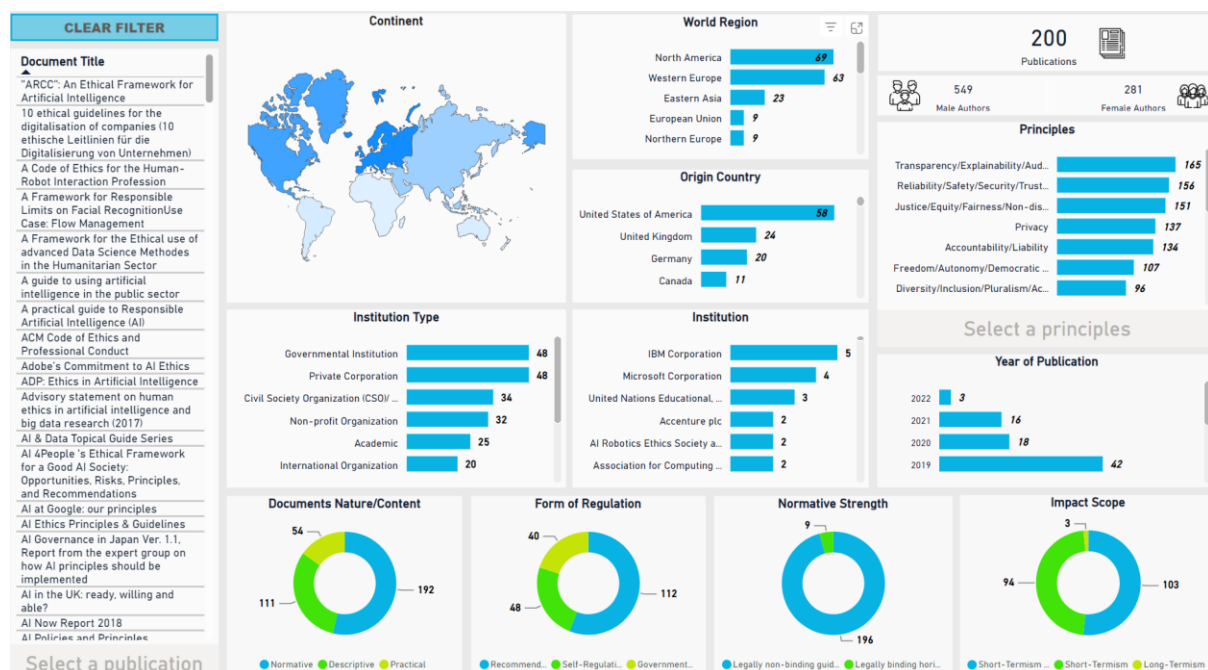 CLEAR FILTER
Document Title
"ARCC": An Ethical Framework for
Artificial Intelligence
10 ethical guidelines for the
digitalisation of companies (10
ethische Leitlinien für die
Digitalisierung von Unternehmen)
A Code of Ethics for the Human-
Robot Interaction Profession
A Framework for Responsible
Limits on Facial RecognitionUse
Case: Flow Management
A Framework for the Ethical use of
advanced Data Science Methodes
in the Humanitarian Sector
A guide to using artificial
intelligence in the public sector
A practical guide to Responsible
Artificial Intelligence (AI)
ACM Code of Ethics and
Professional Conduct
Adobe's Commitment to AI Ethics
ADP: Ethics in Artificial Intelligence
Advisory statement on human
ethics in artificial intelligence and
big data research (2017)
AI & Data Topical Guide Series
AI 4People 's Ethical Framework
for a Good AI Society:
Opportunities, Risks, Principles,
and Recommendations
AI at Google: our principles
AI Ethics Principles & Guidelines
AI Governance in Japan Ver. 1.1,
Report from the expert group on
how AI principles should be
implemented
AI in the UK: ready, willing and
able?
AI Now Report 2018
AI Policies and Principles
Select a publication
Continent
World Region
North America 69
Western Europe 63
Eastern Asia 23
European Union 9
Northern Europe 9
Origin Country
United States of America 58
United Kingdom 24
Germany 20
Canada 11
200
Publications
549
Male Authors
281
Female Authors
Principles
Transparency/Explainability/Aud... 165
Reliability/Safety/Security/Trust... 156
Justice/Equity/Fairness/Non-dis... 151
Privacy 137
Accountability/Liability 134
Freedom/Autonomy/Democratic ... 107
Diversity/Inclusion/Pluralism/Ac... 96
Select a principles
Institution Type
Governmental Institution 48
Private Corporation 48
Civil Society Organization (CSO)/ ... 34
Non-profit Organization 32
Academic 25
International Organization 20
Institution
IBM Corporation 5
Microsoft Corporation 4
United Nations Educational, ... 3
Accenture plc 2
AI Robotics Ethics Society a... 2
Association for Computing ... 2
Year of Publication
2022 3
2021 16
2020 18
2019 42
Documents Nature/Content
54
111
192
Normative Descriptive Practical
Form of Regulation
40
48
112
Recommend... Self-Regulati... Government...
Normative Strength
9
196
Legally non-binding guid... Legally binding hori...
Impact Scope
3
94
103
Short-Termism ... Short-Termism Long-Termism